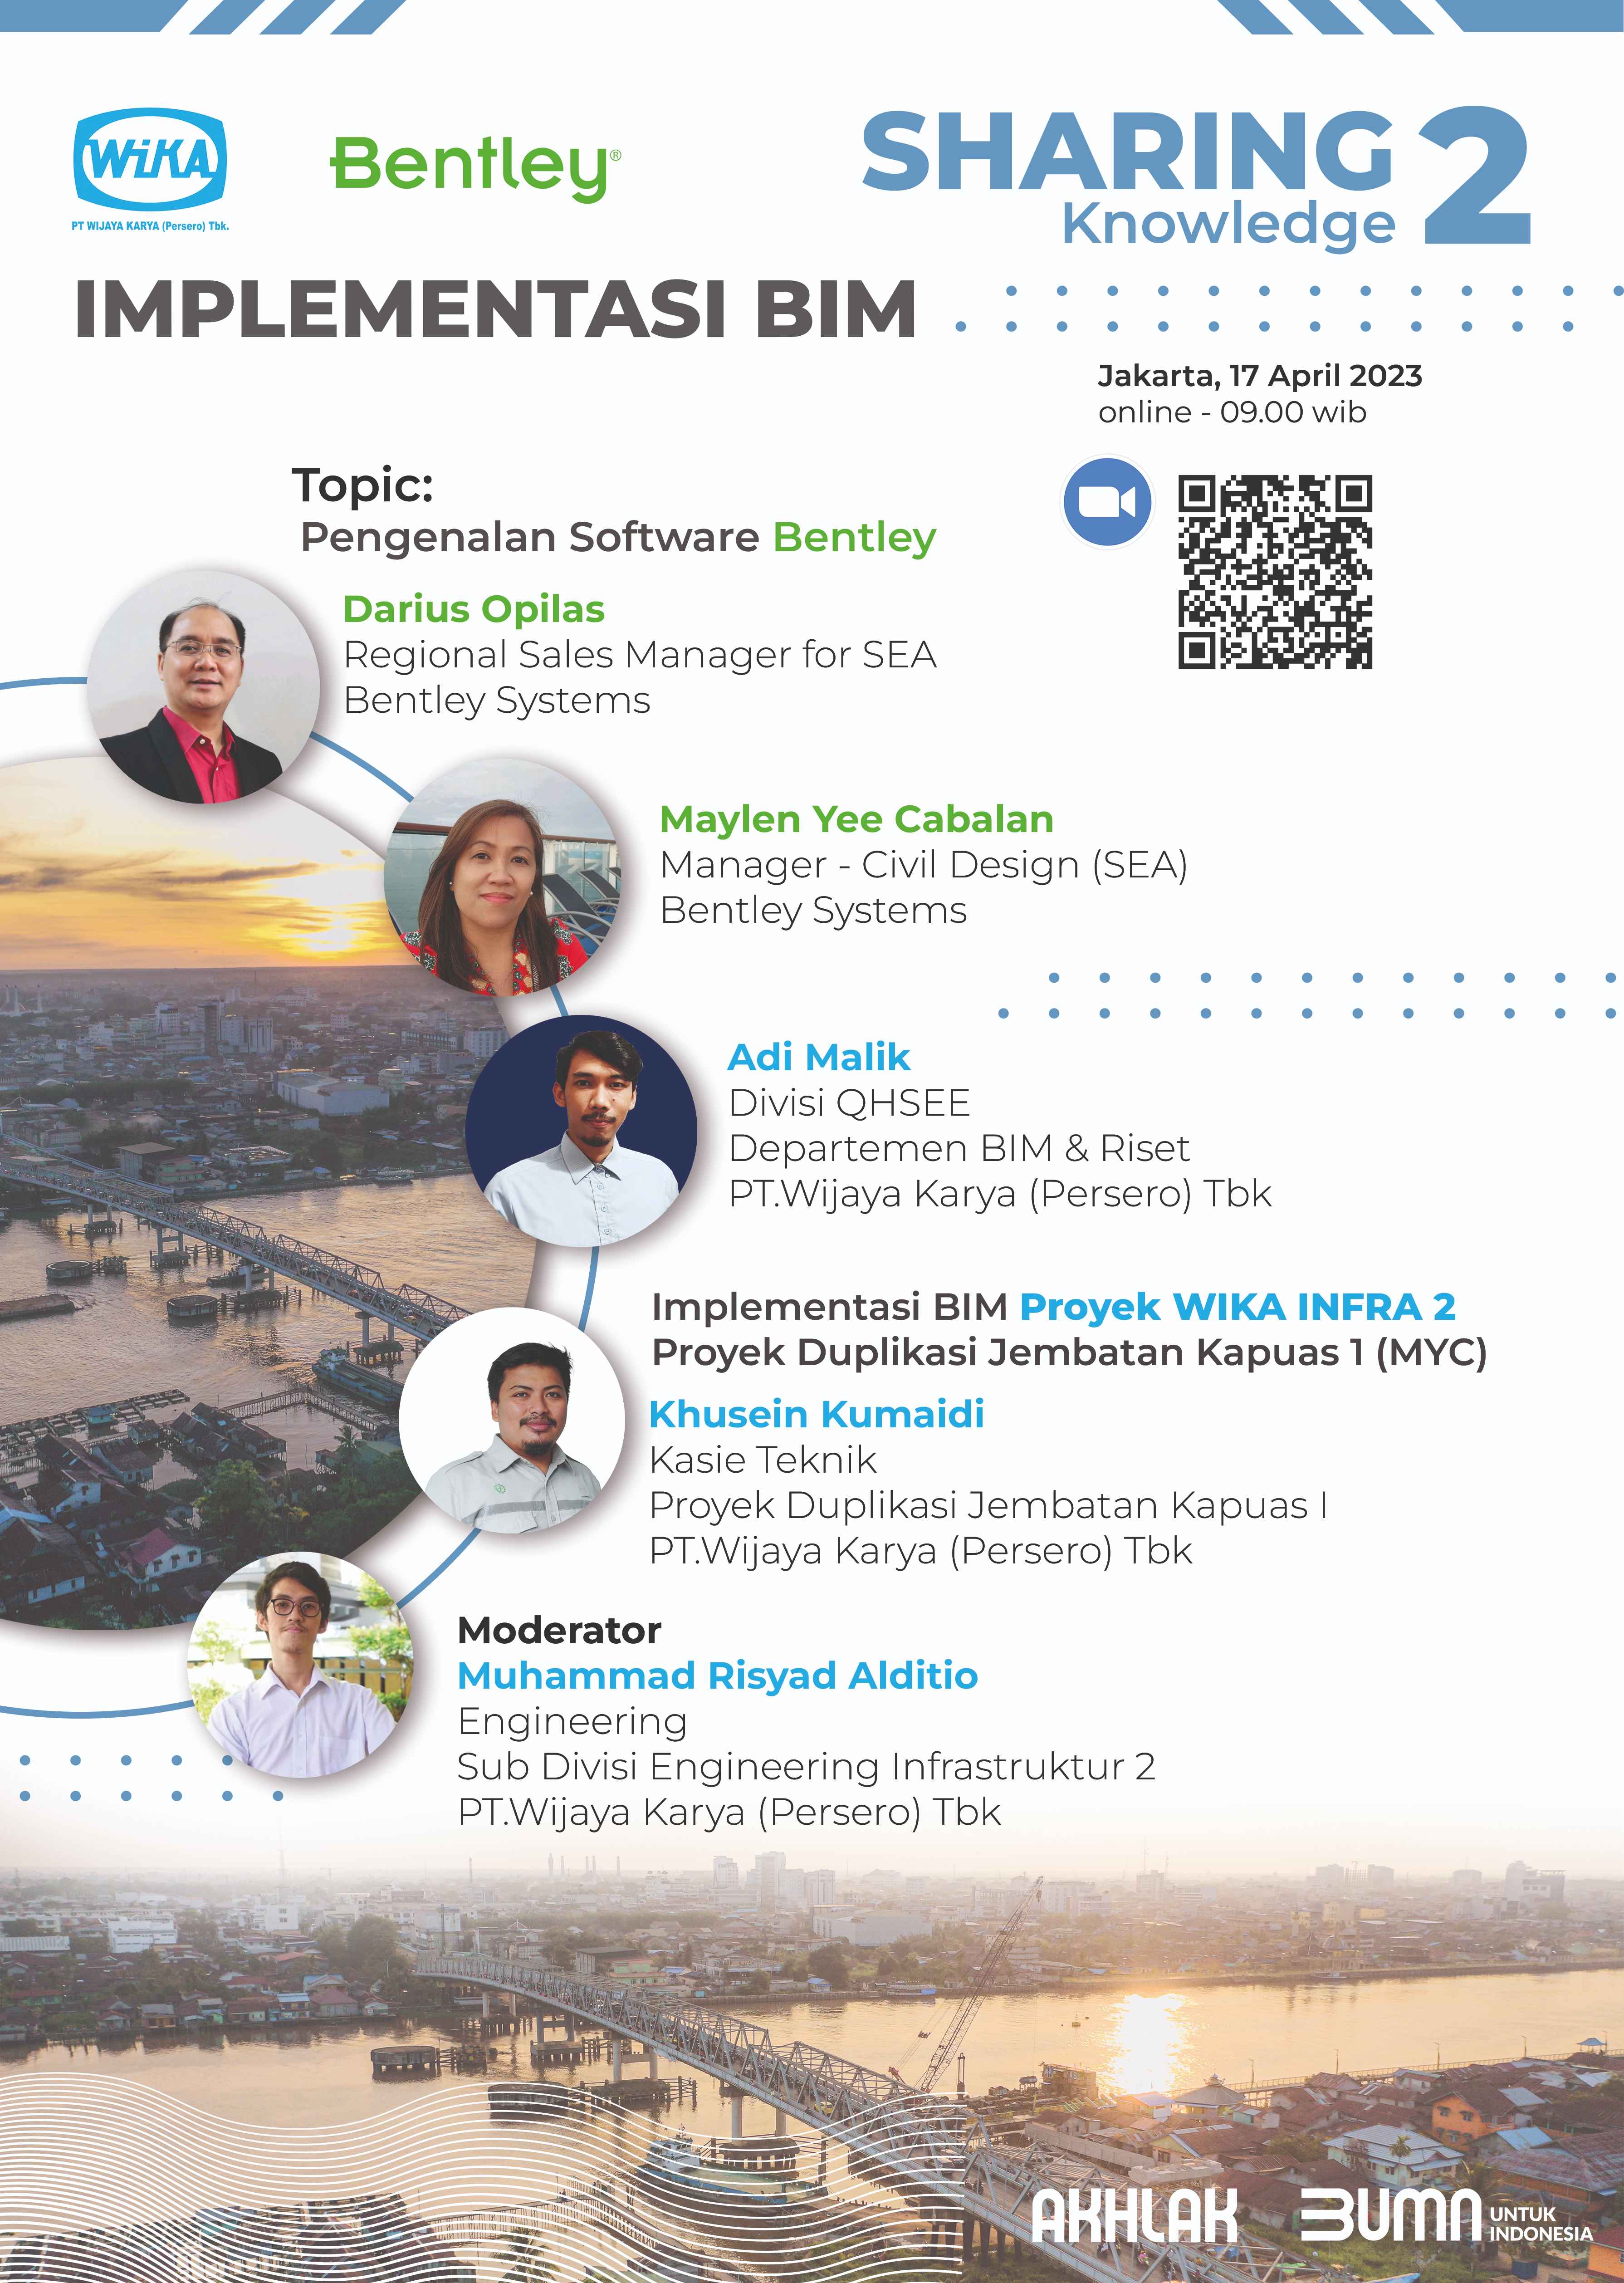 WiKA
PT WIJAYA KARYA (Persero) Tbk.
Bentley®
SHARING
Knowledge
2
IMPLEMENTASI BIM
Jakarta, 17 April 2023
online - 09.00 wib
Topic:
Pengenalan Software Bentley
Darius Opilas
Regional Sales Manager for SEA
Bentley Systems
Maylen Yee Cabalan
Manager - Civil Design (SEA)
Bentley Systems
Adi Malik
Divisi QHSEE
Departemen BIM & Riset
PT.Wijaya Karya (Persero) Tbk
Implementasi BIM Proyek WIKA INFRA 2
Proyek Duplikasi Jembatan Kapuas 1 (MYC)
Khusein Kumaidi
Kasie Teknik
Proyek Duplikasi Jembatan Kapuas I
PT.Wijaya Karya (Persero) Tbk
Moderator
Muhammad Risyad Alditio
Engineering
Sub Divisi Engineering Infrastruktur 2
PT.Wijaya Karya (Persero) Tbk
AKHLAK
BUMN
UNTUK
INDONESIA